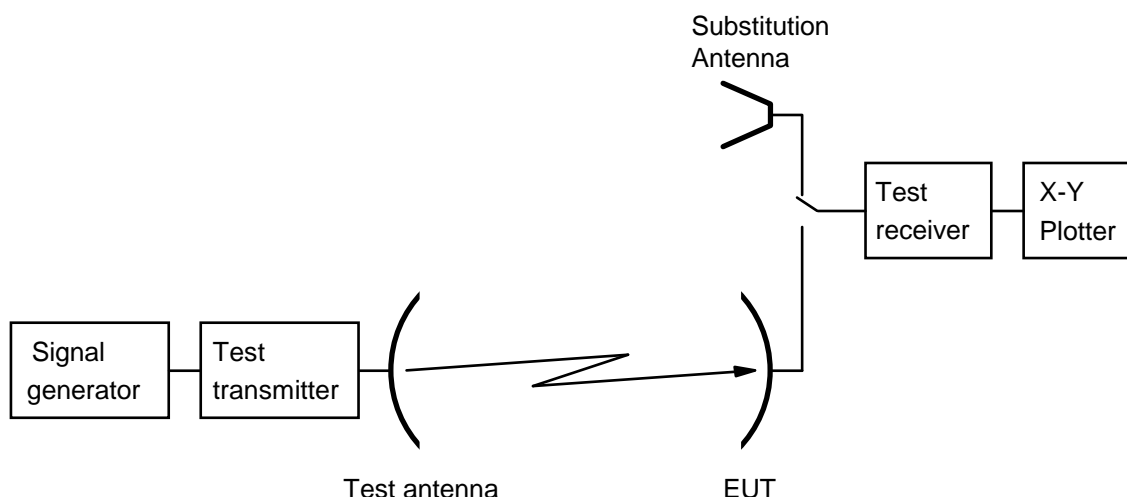 Substitution
Antenna
Test
receiver
X-Y
Plotter
Signal
generator
Test
transmitter
Test antenna
EUT